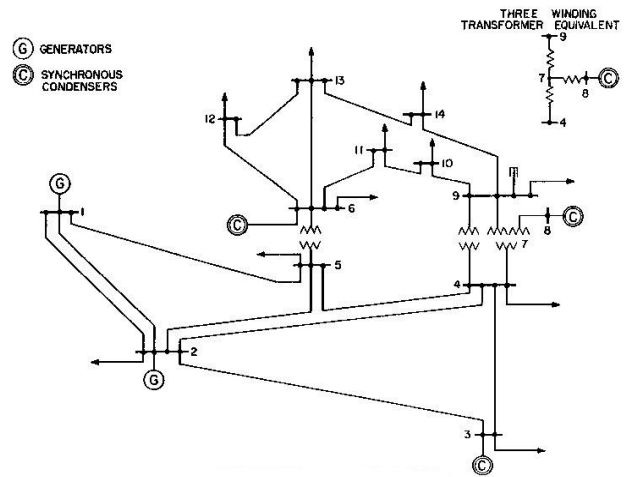 THREE WINDING
TRANSFORMER EQUIVALENT
9
7
C
8
4
G GENERATORS
C SYNCHRONOUS
CONDENSERS
13
14
12
11
10
9
6
C
G
1
C
8
7
5
4
2
G
3
C